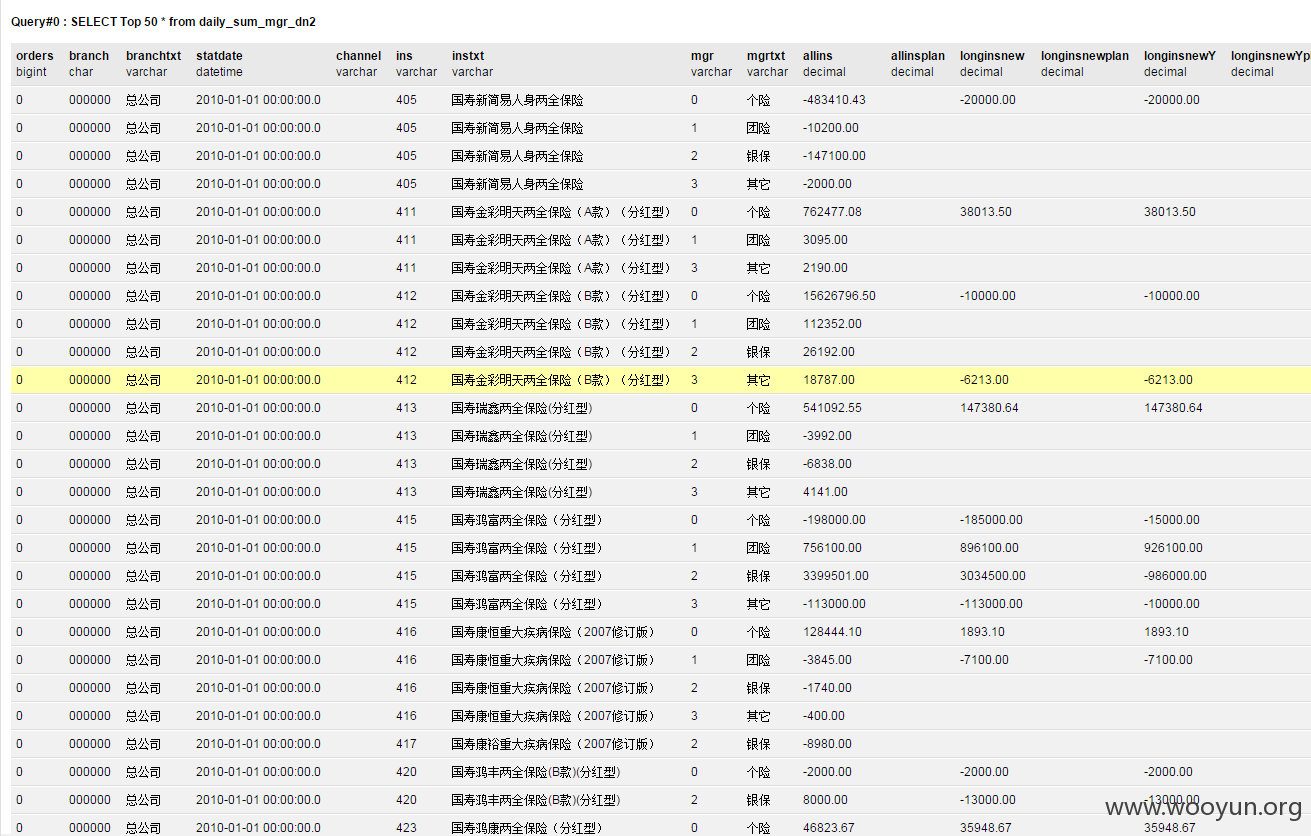 Query#0 : SELECT Top 50 * from daily_sum_mgr_dn2
orders branch branchtxt statdate channel ins instxt mgr mgrtxt allins allinsplan longinsnew longinsnewplan longinsnewY longinsnewYp
bigint char varchar datetime varchar varchar varchar varchar varchar decimal decimal decimal decimal decimal decimal
0 000000 总公司 2010-01-01 00:00:00.0 405 国寿新简易人身两全保险 0 个险 -483410.43 -20000.00 -20000.00
0 000000 总公司 2010-01-01 00:00:00.0 405 国寿新简易人身两全保险 1 团险 -10200.00
0 000000 总公司 2010-01-01 00:00:00.0 405 国寿新简易人身两全保险 2 银保 -147100.00
0 000000 总公司 2010-01-01 00:00:00.0 405 国寿新简易人身两全保险 3 其它 -2000.00
0 000000 总公司 2010-01-01 00:00:00.0 411 国寿金彩明天两全保险（A款）（分红型） 0 个险 762477.08 38013.50 38013.50
0 000000 总公司 2010-01-01 00:00:00.0 411 国寿金彩明天两全保险（A款）（分红型） 1 团险 3095.00
0 000000 总公司 2010-01-01 00:00:00.0 411 国寿金彩明天两全保险（A款）（分红型） 3 其它 2190.00
0 000000 总公司 2010-01-01 00:00:00.0 412 国寿金彩明天两全保险（B款）（分红型） 0 个险 15626796.50 -10000.00 -10000.00
0 000000 总公司 2010-01-01 00:00:00.0 412 国寿金彩明天两全保险（B款）（分红型） 1 团险 112352.00
0 000000 总公司 2010-01-01 00:00:00.0 412 国寿金彩明天两全保险（B款）（分红型） 2 银保 26192.00
0 000000 总公司 2010-01-01 00:00:00.0 412 国寿金彩明天两全保险（B款）（分红型） 3 其它 18787.00 -6213.00 -6213.00
0 000000 总公司 2010-01-01 00:00:00.0 413 国寿瑞鑫两全保险(分红型) 0 个险 541092.55 147380.64 147380.64
0 000000 总公司 2010-01-01 00:00:00.0 413 国寿瑞鑫两全保险(分红型) 1 团险 -3992.00
0 000000 总公司 2010-01-01 00:00:00.0 413 国寿瑞鑫两全保险(分红型) 2 银保 -6838.00
0 000000 总公司 2010-01-01 00:00:00.0 413 国寿瑞鑫两全保险(分红型) 3 其它 4141.00
0 000000 总公司 2010-01-01 00:00:00.0 415 国寿鸿富两全保险（分红型） 0 个险 -198000.00 -185000.00 -15000.00
0 000000 总公司 2010-01-01 00:00:00.0 415 国寿鸿富两全保险（分红型） 1 团险 756100.00 896100.00 926100.00
0 000000 总公司 2010-01-01 00:00:00.0 415 国寿鸿富两全保险（分红型） 2 银保 3399501.00 3034500.00 -986000.00
0 000000 总公司 2010-01-01 00:00:00.0 415 国寿鸿富两全保险（分红型） 3 其它 -113000.00 -113000.00 -10000.00
0 000000 总公司 2010-01-01 00:00:00.0 416 国寿康恒重大疾病保险（2007修订版） 0 个险 128444.10 1893.10 1893.10
0 000000 总公司 2010-01-01 00:00:00.0 416 国寿康恒重大疾病保险（2007修订版） 1 团险 -3845.00 -7100.00 -7100.00
0 000000 总公司 2010-01-01 00:00:00.0 416 国寿康恒重大疾病保险（2007修订版） 2 银保 -1740.00
0 000000 总公司 2010-01-01 00:00:00.0 416 国寿康恒重大疾病保险（2007修订版） 3 其它 -400.00
0 000000 总公司 2010-01-01 00:00:00.0 417 国寿康裕重大疾病保险（2007修订版） 2 银保 -8980.00
0 000000 总公司 2010-01-01 00:00:00.0 420 国寿鸿丰两全保险(B款)(分红型) 0 个险 -2000.00 -2000.00 -2000.00
0 000000 总公司 2010-01-01 00:00:00.0 420 国寿鸿丰两全保险(B款)(分红型) 2 银保 8000.00 -13000.00 -13000.00
www.wooyun.org
0 000000 总公司 2010-01-01 00:00:00.0 423 国寿鸿康两全保险（分红型） 0 个险 46823.67 35948.67 35948.67